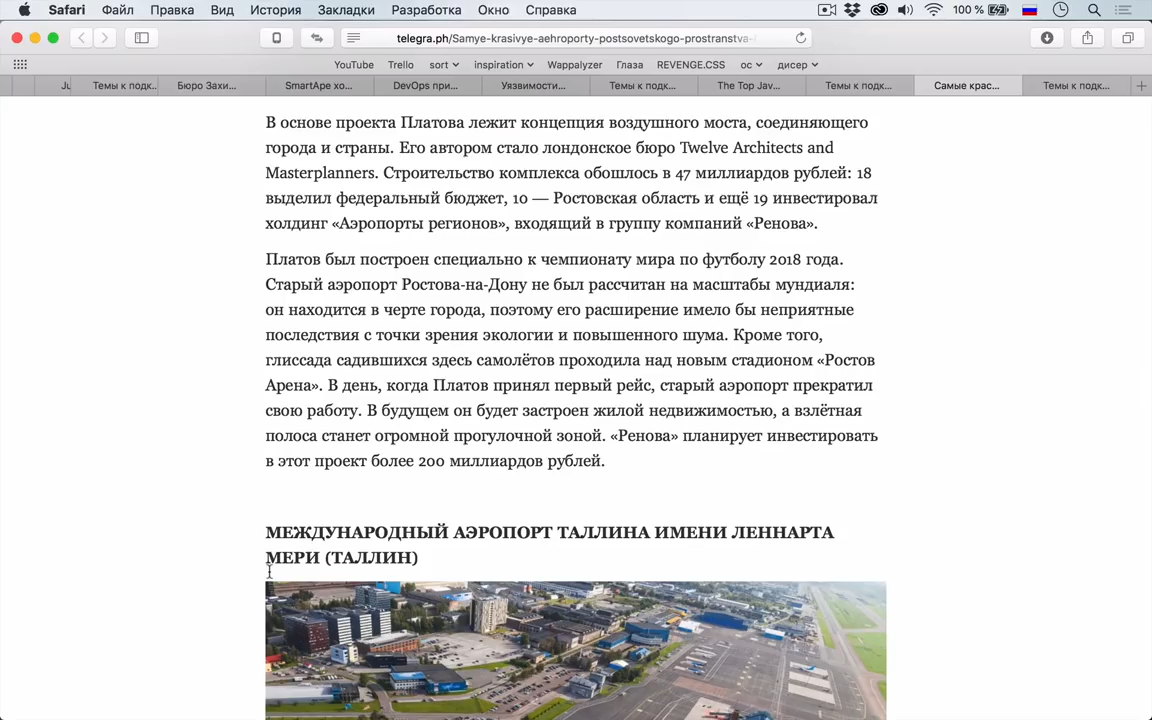 Safari Файл Правка Вид История Закладки Разработка Окно Справка 100 %
telegra.ph/Samye-krasivye-aehroporty-postsovetskogo-prostranstva-
YouTube Trello sort inspiration Wappalyzer Глаза REVENGE.CSS ос дисер
Ju Темы к подк... Бюро Захи... SmartApe хо... DevOps при... Уязвимости... Темы к подк... The Top Jav... Темы к подк... Самые крас... Темы к подк...
В основе проекта Платова лежит концепция воздушного моста, соединяющего
города и страны. Его автором стало лондонское бюро Twelve Architects and
Masterplanners. Строительство комплекса обошлось в 47 миллиардов рублей: 18
выделил федеральный бюджет, 10 — Ростовская область и ещё 19 инвестировал
холдинг «Аэропорты регионов», входящий в группу компаний «Ренова».
Платов был построен специально к чемпионату мира по футболу 2018 года.
Старый аэропорт Ростова-на-Дону не был рассчитан на масштабы мундиаля:
он находится в черте города, поэтому его расширение имело бы неприятные
последствия с точки зрения экологии и повышенного шума. Кроме того,
глиссада садившихся здесь самолётов проходила над новым стадионом «Ростов
Арена». В день, когда Платов принял первый рейс, старый аэропорт прекратил
свою работу. В будущем он будет застроен жилой недвижимостью, а взлётная
полоса станет огромной прогулочной зоной. «Ренова» планирует инвестировать
в этот проект более 200 миллиардов рублей.
МЕЖДУНАРОДНЫЙ АЭРОПОРТ ТАЛЛИНА ИМЕНИ ЛЕННАРТА
МЕРИ (ТАЛЛИН)